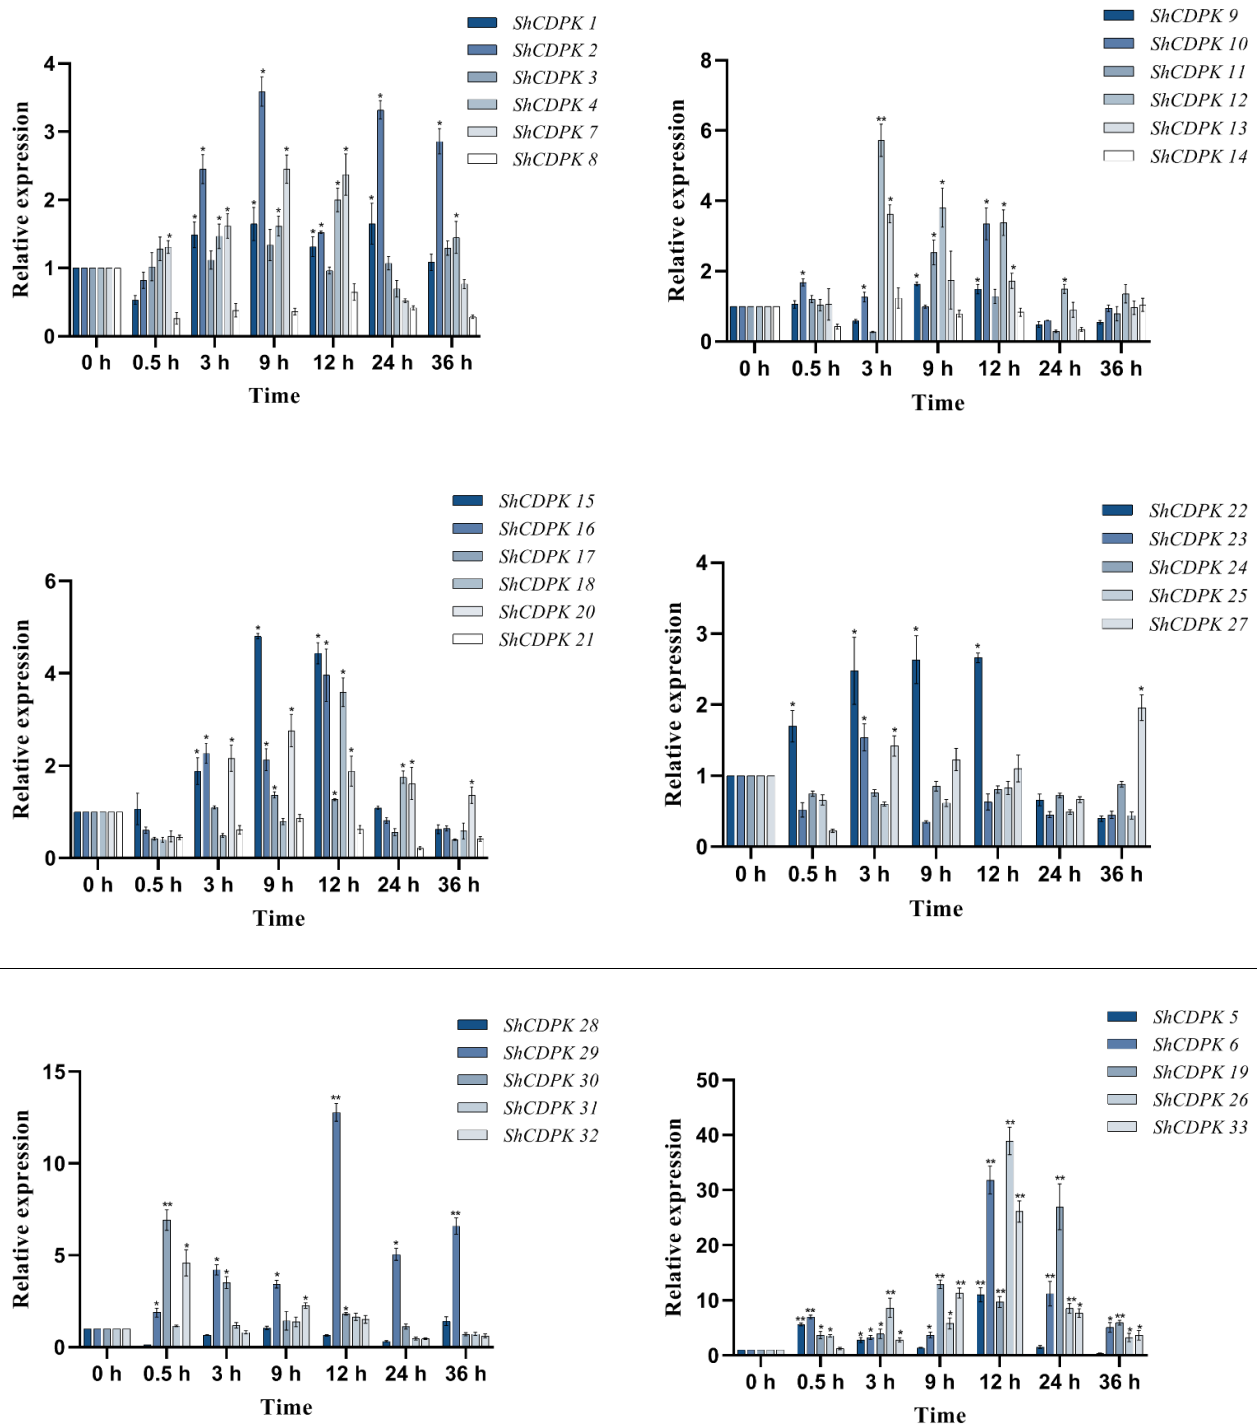 ShCDPK 1
ShCDPK 2
ShCDPK 3
ShCDPK 4
ShCDPK 7
ShCDPK 8
Relative expression
4
3
2
1
0
* * * * * * * * * * * * * * * * * * * *
0 h 0.5 h 3 h 9 h 12 h 24 h 36 h
Time
ShCDPK 9
ShCDPK 10
ShCDPK 11
ShCDPK 12
ShCDPK 13
ShCDPK 14
Relative expression
8
6
4
2
0
* * ** * * * * * * * * *
0 h 0.5 h 3 h 9 h 12 h 24 h 36 h
Time
ShCDPK 15
ShCDPK 16
ShCDPK 17
ShCDPK 18
ShCDPK 20
ShCDPK 21
Relative expression
6
4
2
0
* * * * * * * * * * * * * * *
0 h 0.5 h 3 h 9 h 12 h 24 h 36 h
Time
ShCDPK 22
ShCDPK 23
ShCDPK 24
ShCDPK 25
ShCDPK 27
Relative expression
4
3
2
1
0
* * * * * * *
0 h 0.5 h 3 h 9 h 12 h 24 h 36 h
Time
ShCDPK 28
ShCDPK 29
ShCDPK 30
ShCDPK 31
ShCDPK 32
Relative expression
15
10
5
0
* ** * * * * * ** * * **
0 h 0.5 h 3 h 9 h 12 h 24 h 36 h
Time
ShCDPK 5
ShCDPK 6
ShCDPK 19
ShCDPK 26
ShCDPK 33
Relative expression
50
40
30
20
10
0
** ** * * * * * ** * * ** * ** ** ** ** ** ** ** ** ** * * ** * *
0 h 0.5 h 3 h 9 h 12 h 24 h 36 h
Time